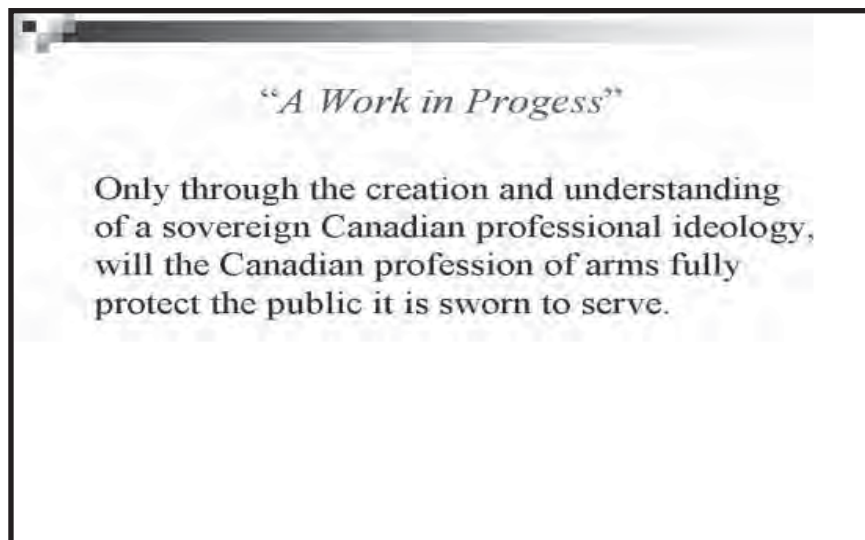 “A Work in Progess”
Only through the creation and understanding
of a sovereign Canadian professional ideology,
will the Canadian profession of arms fully
protect the public it is sworn to serve.